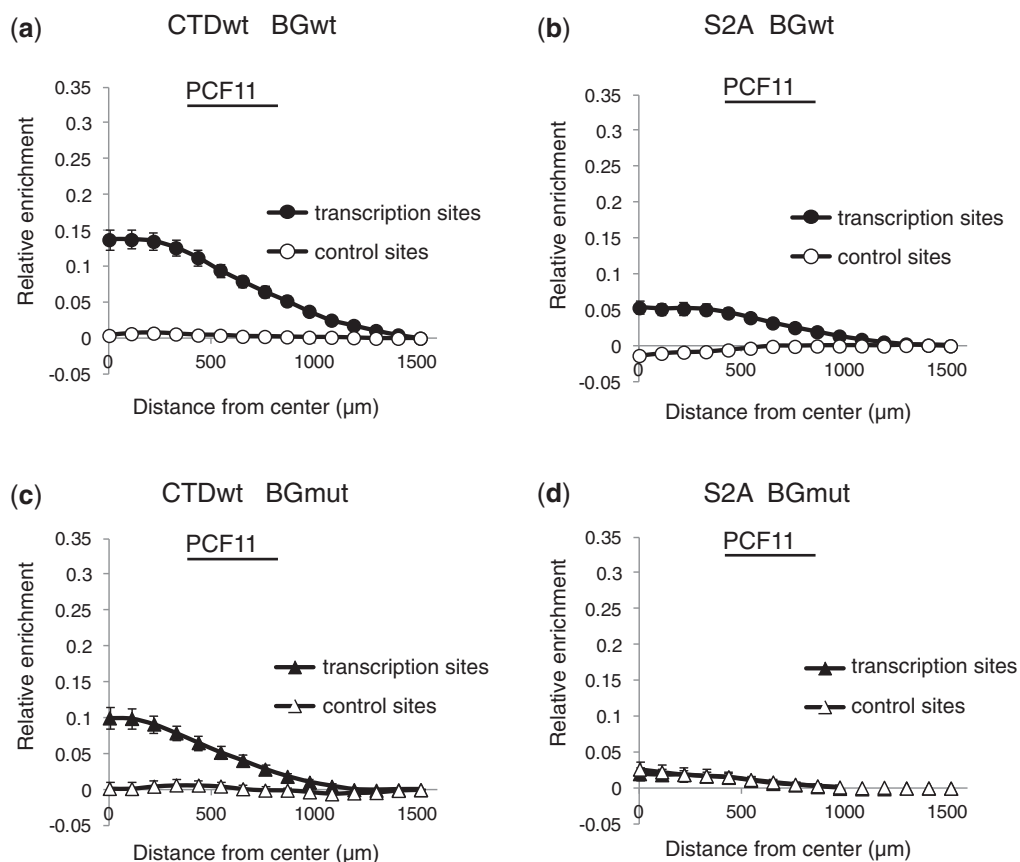 (a) CTDwt BGwt
PCF11
Relative enrichment
0.35
0.3
0.25
0.2
0.15
0.1
0.05
0
-0.05
transcription sites
control sites
0 500 1000 1500
Distance from center (µm)
(b) S2A BGwt
PCF11
Relative enrichment
0.35
0.3
0.25
0.2
0.15
0.1
0.05
0
-0.05
transcription sites
control sites
0 500 1000 1500
Distance from center (µm)
(c) CTDwt BGmut
PCF11
Relative enrichment
0.35
0.3
0.25
0.2
0.15
0.1
0.05
0
-0.05
transcription sites
control sites
0 500 1000 1500
Distance from center (µm)
(d) S2A BGmut
PCF11
Relative enrichment
0.35
0.3
0.25
0.2
0.15
0.1
0.05
0
-0.05
transcription sites
control sites
0 500 1000 1500
Distance from center (µm)